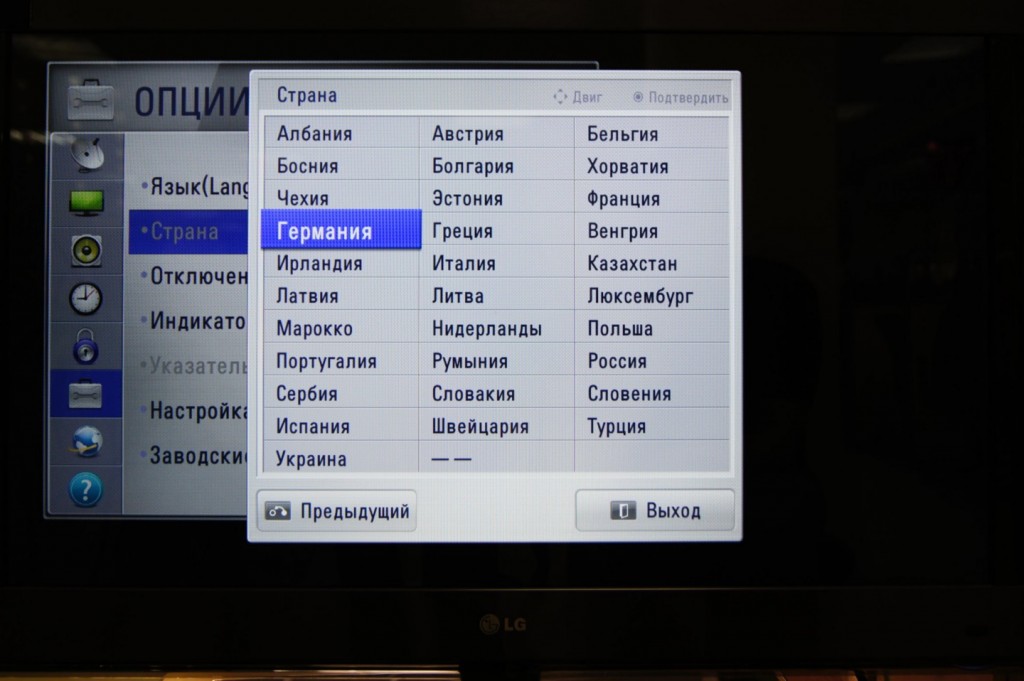 ОПЦИИ
Язык(Lang
Страна
Отключен
Индикато
Указатель
Настройка
Заводские
Страна Двиг Подтвердить
Албания Австрия Бельгия
Босния Болгария Хорватия
Чехия Эстония Франция
Германия Греция Венгрия
Ирландия Италия Казахстан
Латвия Литва Люксембург
Марокко Нидерланды Польша
Португалия Румыния Россия
Сербия Словакия Словения
Испания Швейцария Турция
Украина — —
Предыдущий Выход
LG